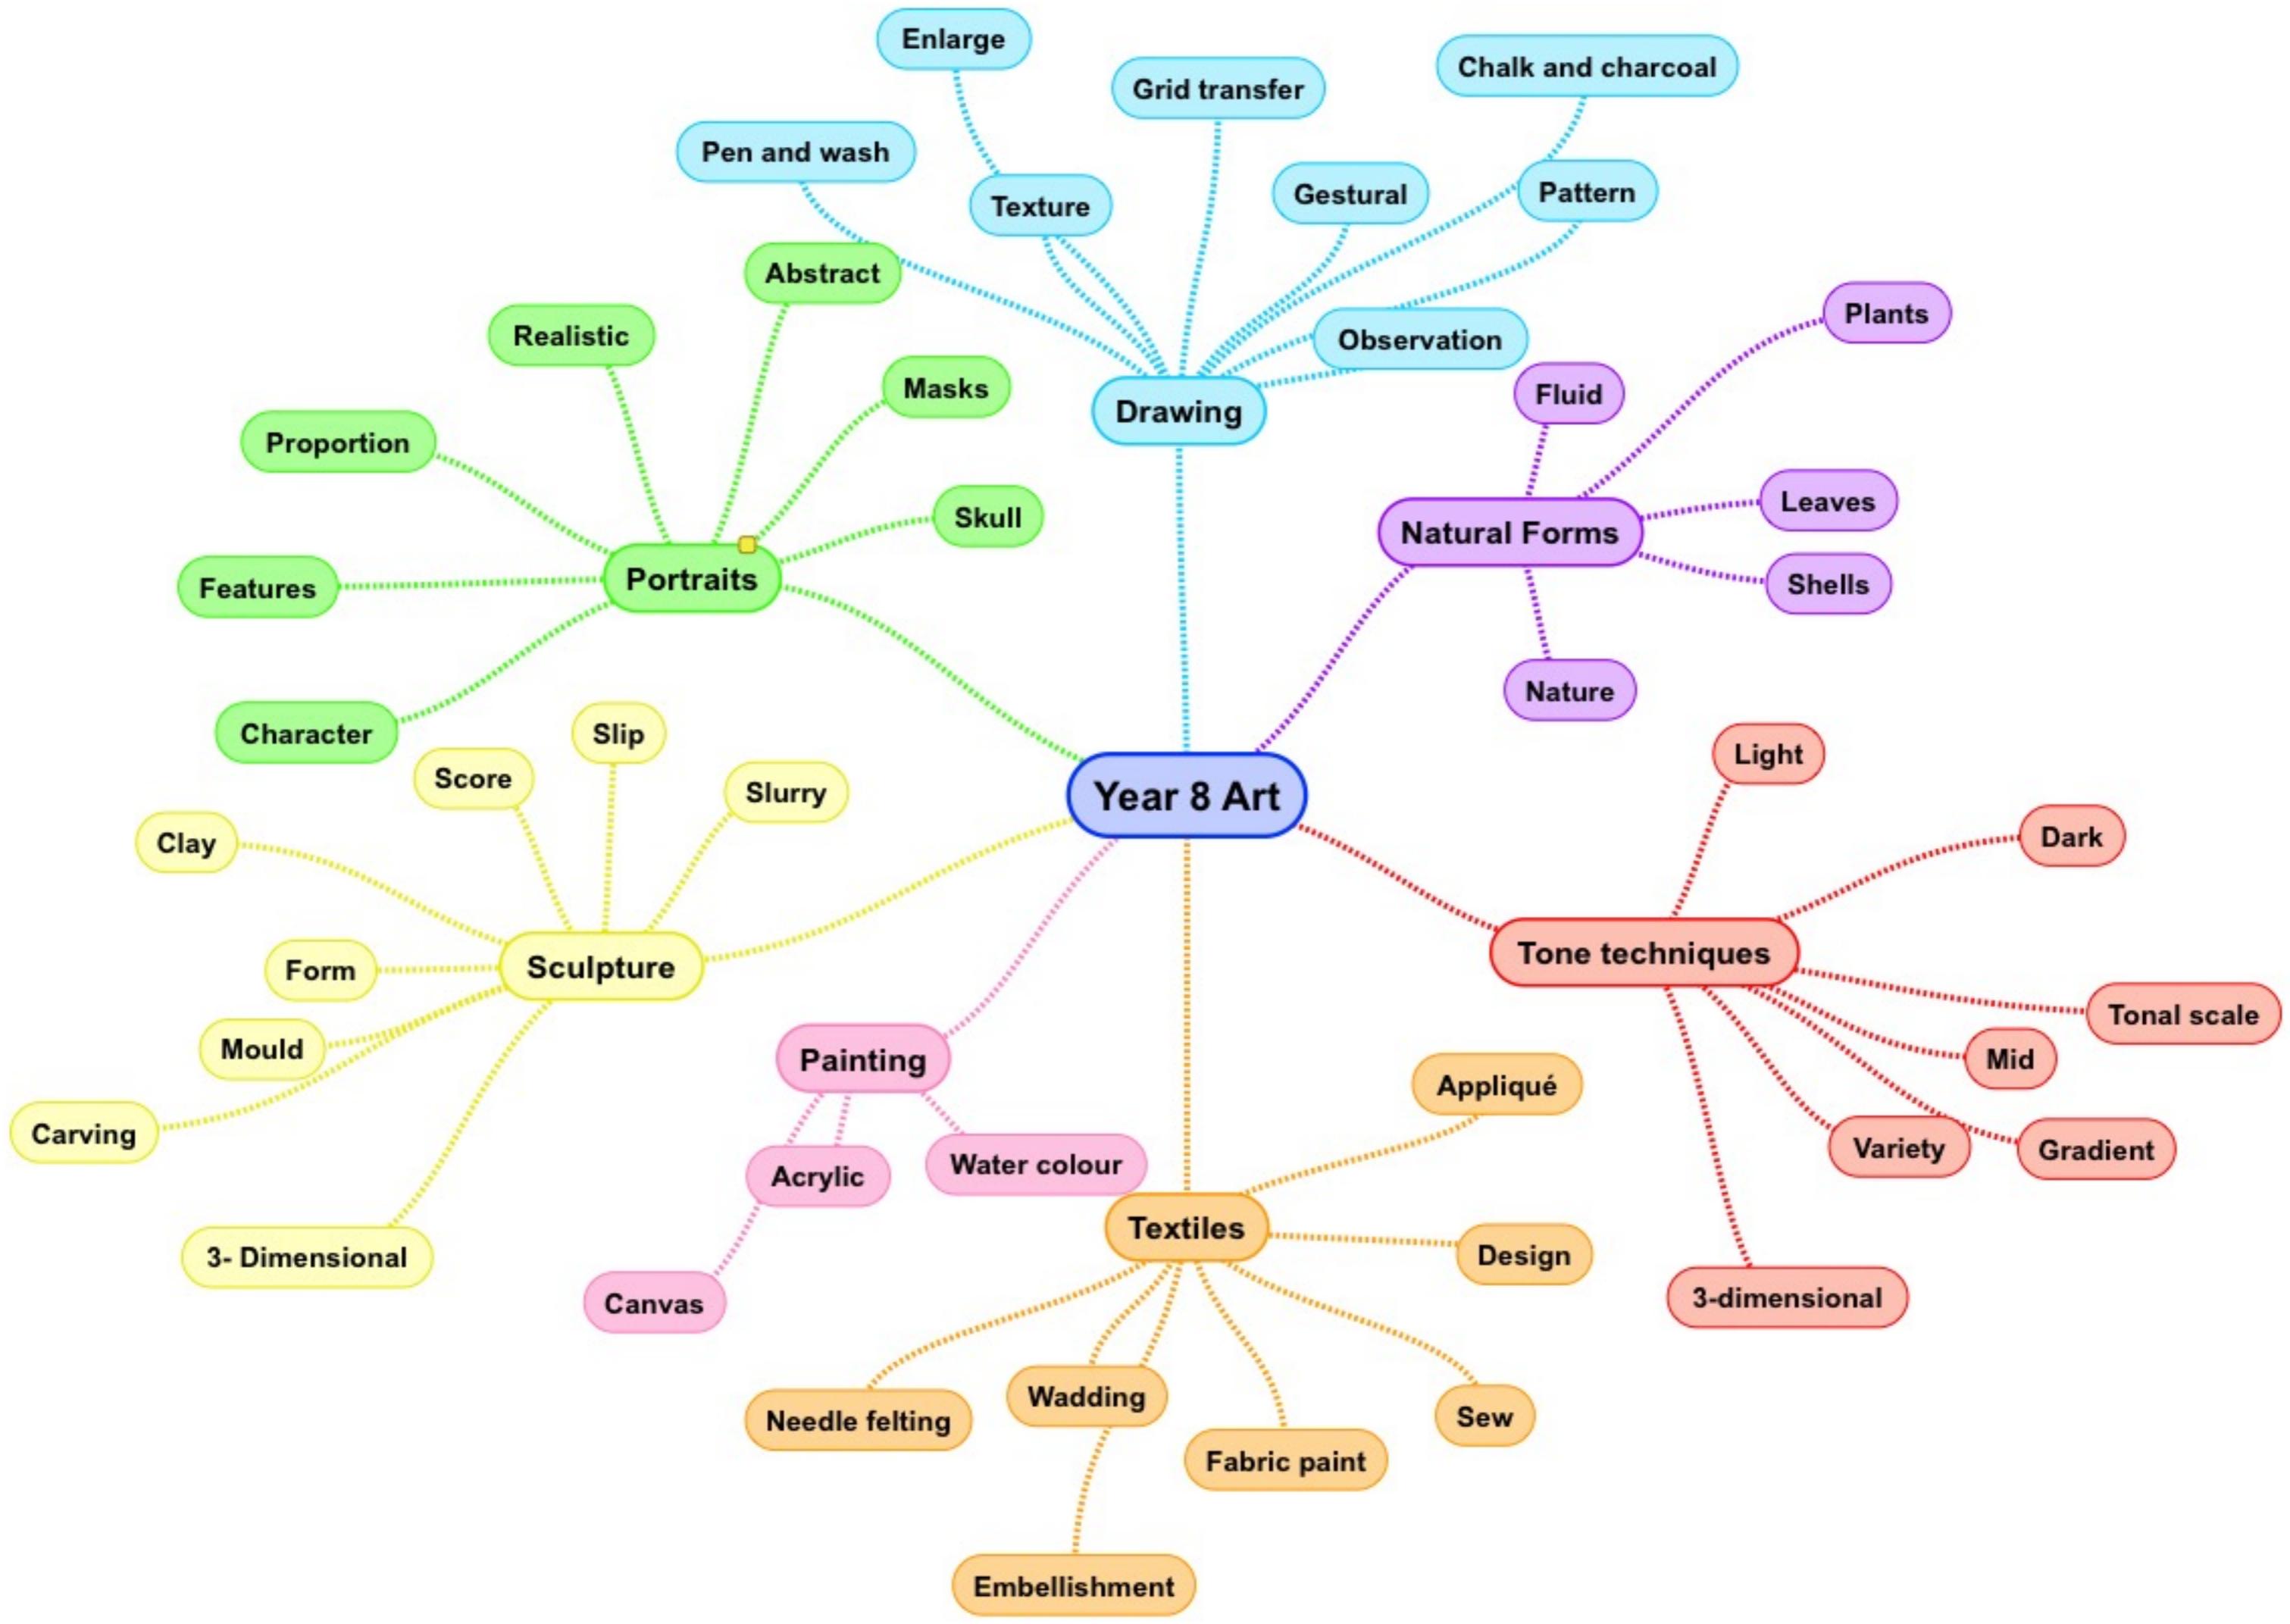 Enlarge
Chalk and charcoal
Grid transfer
Pen and wash
Texture
Gestural
Pattern
Observation
Drawing
Abstract
Realistic
Masks
Proportion
Skull
Features
Portraits
Character
Plants
Fluid
Leaves
Natural Forms
Shells
Nature
Year 8 Art
Slip
Score
Slurry
Clay
Form
Sculpture
Mould
Carving
3- Dimensional
Light
Dark
Tone techniques
Tonal scale
Mid
Variety
Gradient
3-dimensional
Painting
Acrylic
Water colour
Canvas
Appliqué
Textiles
Design
Needle felting
Wadding
Fabric paint
Sew
Embellishment